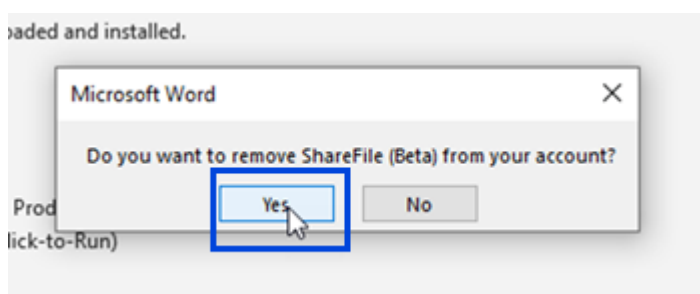 and installed.
Microsoft Word
Do you want to remove ShareFile (Beta) from your account?
Yes
No
Prod
lick-to-Run)